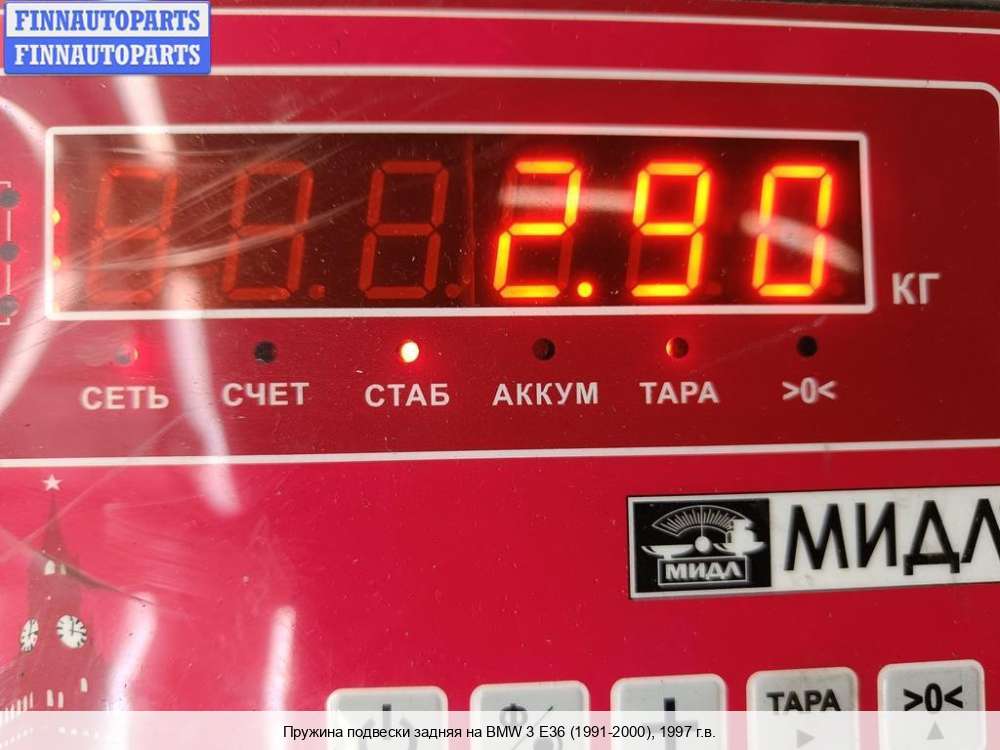 FINNAUTOPARTS
FINNAUTOPARTS
2.90
КГ
СЕТЬ СЧЕТ СТАБ АККУМ ТАРА >0<
МИДЛ
МИДЛ
ТАРА >0<
Пружина подвески задняя на BMW 3 E36 (1991-2000), 1997 г.в.